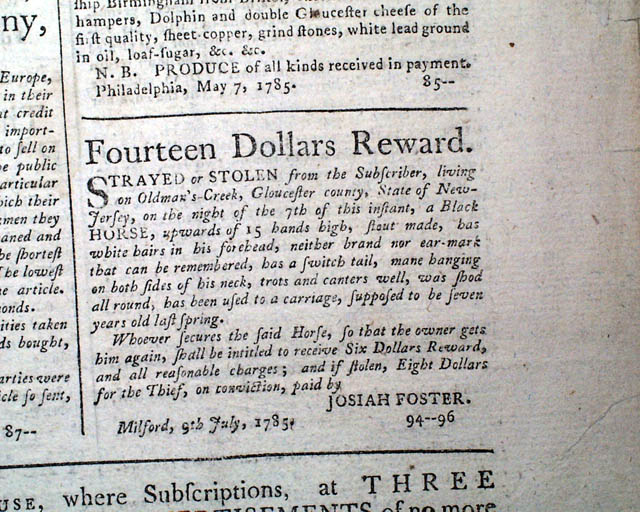 ny,
Europe,
in their
at credit
import-
to sell on
e public
articular
hich their
men they
aned and
be ſhorteſt
The loweſt
e article.
onds.
ities taken
ds bought,
arties were
icle ſo ſent,
87--
ſhip Birmingham from
hampers, Dolphin and double Glouceſter cheeſe of the
firſt quality, ſheet-copper, grind ſtones, white lead ground
in oil, loaf-ſugar, &c. &c.
N. B. PRODUCE of all kinds received in payment.
Philadelphia, May 7, 1785. 85--
Fourteen Dollars Reward.
STRAYED or STOLEN from the Subſcriber, living
on Oldman's-Creek, Glouceſter county, State of New-
Jerſey, on the night of the 7th of this inſtant, a Black
HORSE, upwards of 15 hands high, ſtout made, has
white hairs in his forehead, neither brand nor ear-mark
that can be remembered, has a ſwitch tail, mane hanging
on both ſides of his neck, trots and canters well, was ſhod
all round, has been uſed to a carriage, ſuppoſed to be ſeven
years old laſt ſpring.
Whoever ſecures the ſaid Horſe, ſo that the owner gets
him again, ſhall be intitled to receive Six Dollars Reward,
and all reaſonable charges; and if ſtolen, Eight Dollars
for the Thief, on conviction, paid by
JOSIAH FOSTER.
Milford, 9th July, 1785. 94--96
USE, where Subſcriptions, at THREE
of no more